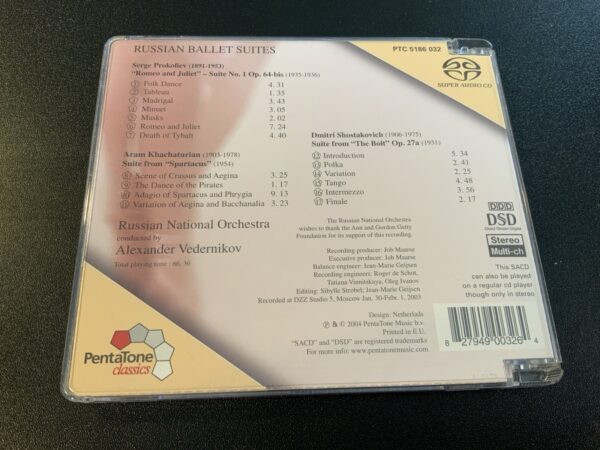 RUSSIAN BALLET SUITES
PTC 5186 032
SUPER AUDIO CD
Serge Prokofiev (1891-1953)
"Romeo and Juliet" – Suite No. 1 Op. 64-bis (1935-1936)
1 Folk Dance 4. 31
2 Tableau 1. 35
3 Madrigal 3. 43
4 Minuet 3. 05
5 Masks 2. 02
6 Romeo and Juliet 7. 24
7 Death of Tybalt 4. 40
Aram Khachaturian (1903-1978)
Suite from "Spartacus" (1954)
8 Scene of Crassus and Aegina 3. 25
9 The Dance of the Pirates 1. 17
10 Adagio of Spartacus and Phrygia 9. 13
11 Variation of Aegina and Bacchanalia 3. 23
Dmitri Shostakovich (1906-1975)
Suite from "The Bolt" Op. 27a (1931)
12 Introduction 5. 34
13 Polka 2. 41
14 Variation 2. 25
15 Tango 4. 48
16 Intermezzo 3. 56
17 Finale 2. 17
Russian National Orchestra
conducted by
Alexander Vedernikov
Total playing time : 66. 36
The Russian National Orchestra
wishes to thank the Ann and Gordon Getty
Foundation for its support of this recording.
Recording producer: Job Maarse
Executive producer: Job Maarse
Balance engineer: Jean-Marie Geijsen
Recording engineers: Roger de Schot,
Tatiana Vinnitskaya, Oleg Ivanov
Editing: Sibylle Strobel, Jean-Marie Geijsen
Recorded at DZZ Studio 5, Moscow Jan. 30-Febr. 1, 2003)
Design: Netherlads
℗ & © 2004 PentaTone Music b.v.
Printed in E.U.
"SACD" and "DSD" are registered trademarks
For more info: www.pentatonemusic.com
DDD
DSD
Direct Stream Digital
Stereo
Multi-ch
This SACD
can also be
played on a
regular cd player
though only in stereo
8 27949 00326 4
PentaTone
classics